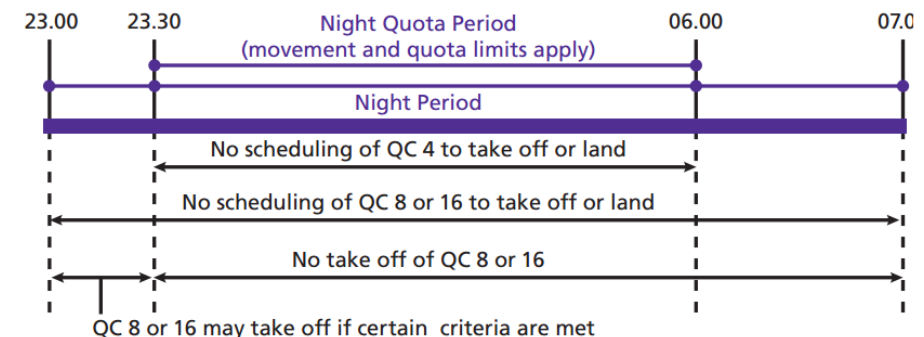 23.00 23.30 Night Quota Period 06.00 07.0
(movement and quota limits apply)
Night Period
No scheduling of QC 4 to take off or land
No scheduling of QC 8 or 16 to take off or land
No take off of QC 8 or 16
QC 8 or 16 may take off if certain criteria are met